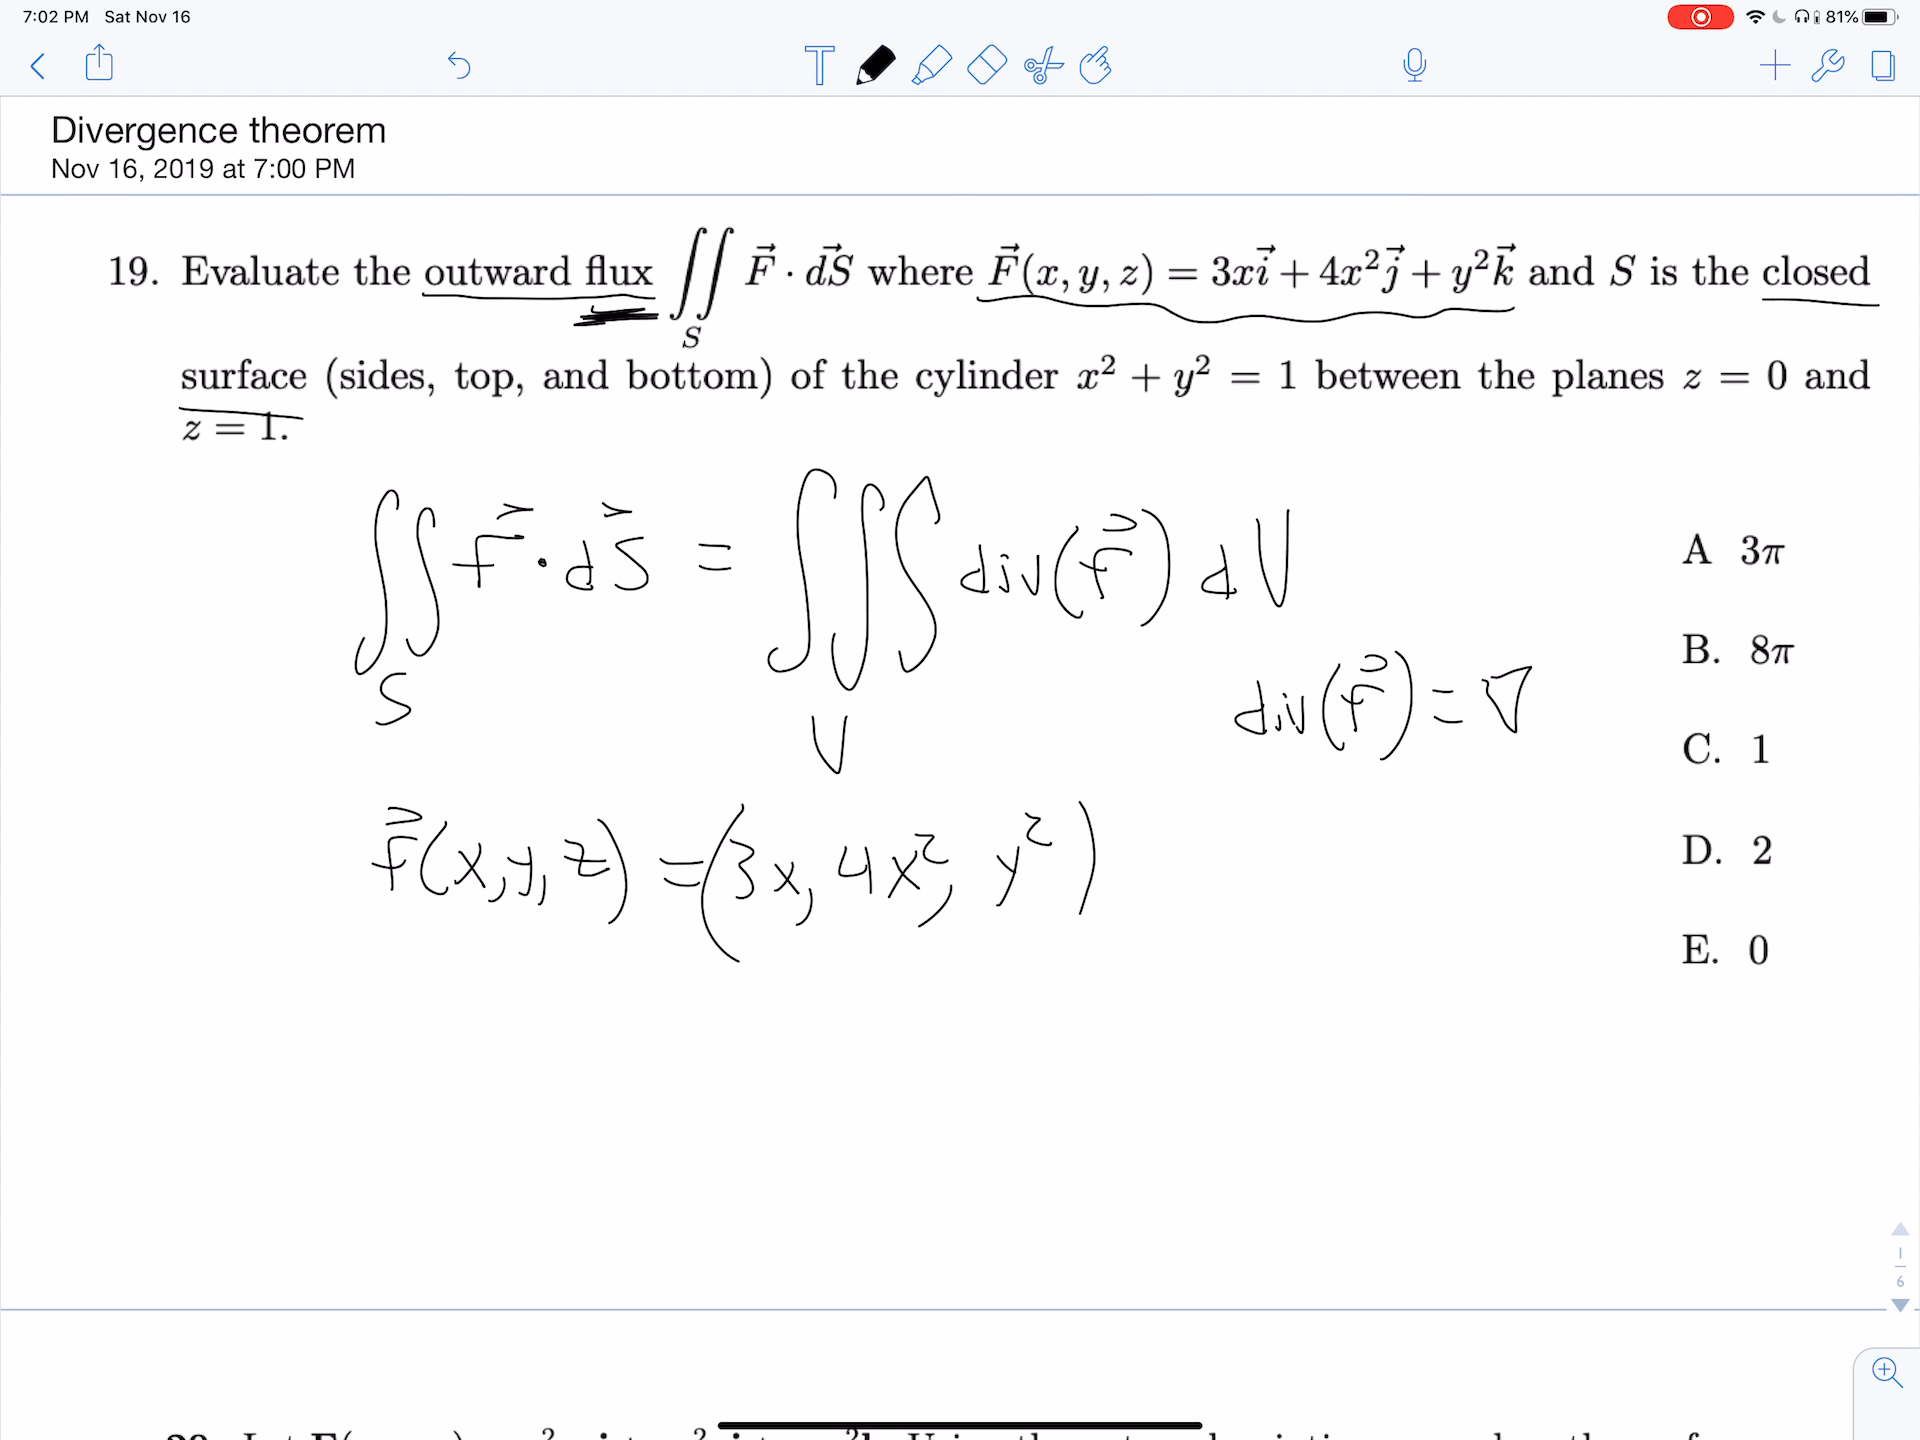 7:02 PM Sat Nov 16
81%
Divergence theorem
Nov 16, 2019 at 7:00 PM
19. Evaluate the outward flux ∬_S F⃗ · dS⃗ where F⃗(x, y, z) = 3xi⃗ + 4x²j⃗ + y²k⃗ and S is the closed
surface (sides, top, and bottom) of the cylinder x² + y² = 1 between the planes z = 0 and
z = 1.
∬_S F⃗ · dS⃗ = ∭_V div(F⃗) dV
div(F⃗) = ∇
F⃗(x, y, z) = (3x, 4x², y²)
A 3π
B. 8π
C. 1
D. 2
E. 0
1
6